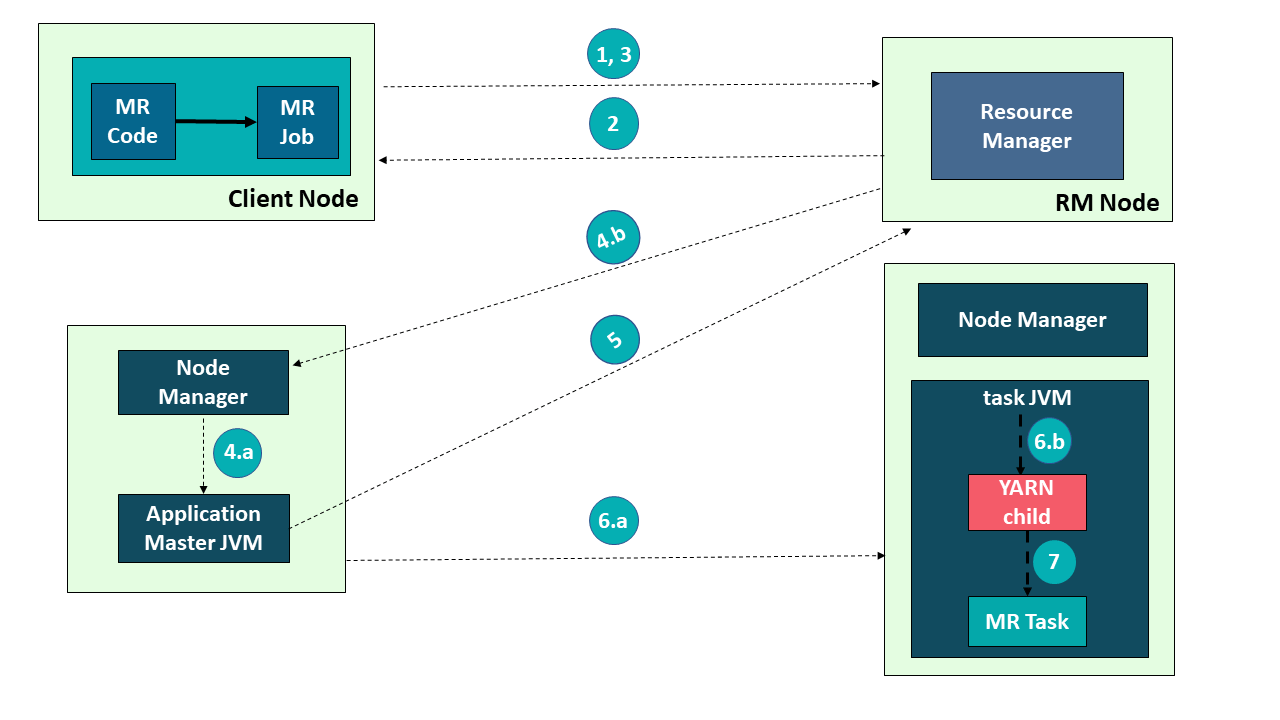 MR
Code
MR
Job
Client Node
1, 3
2
Resource
Manager
RM Node
4.b
5
Node
Manager
4.a
Application
Master JVM
6.a
Node Manager
task JVM
6.b
YARN
child
7
MR Task